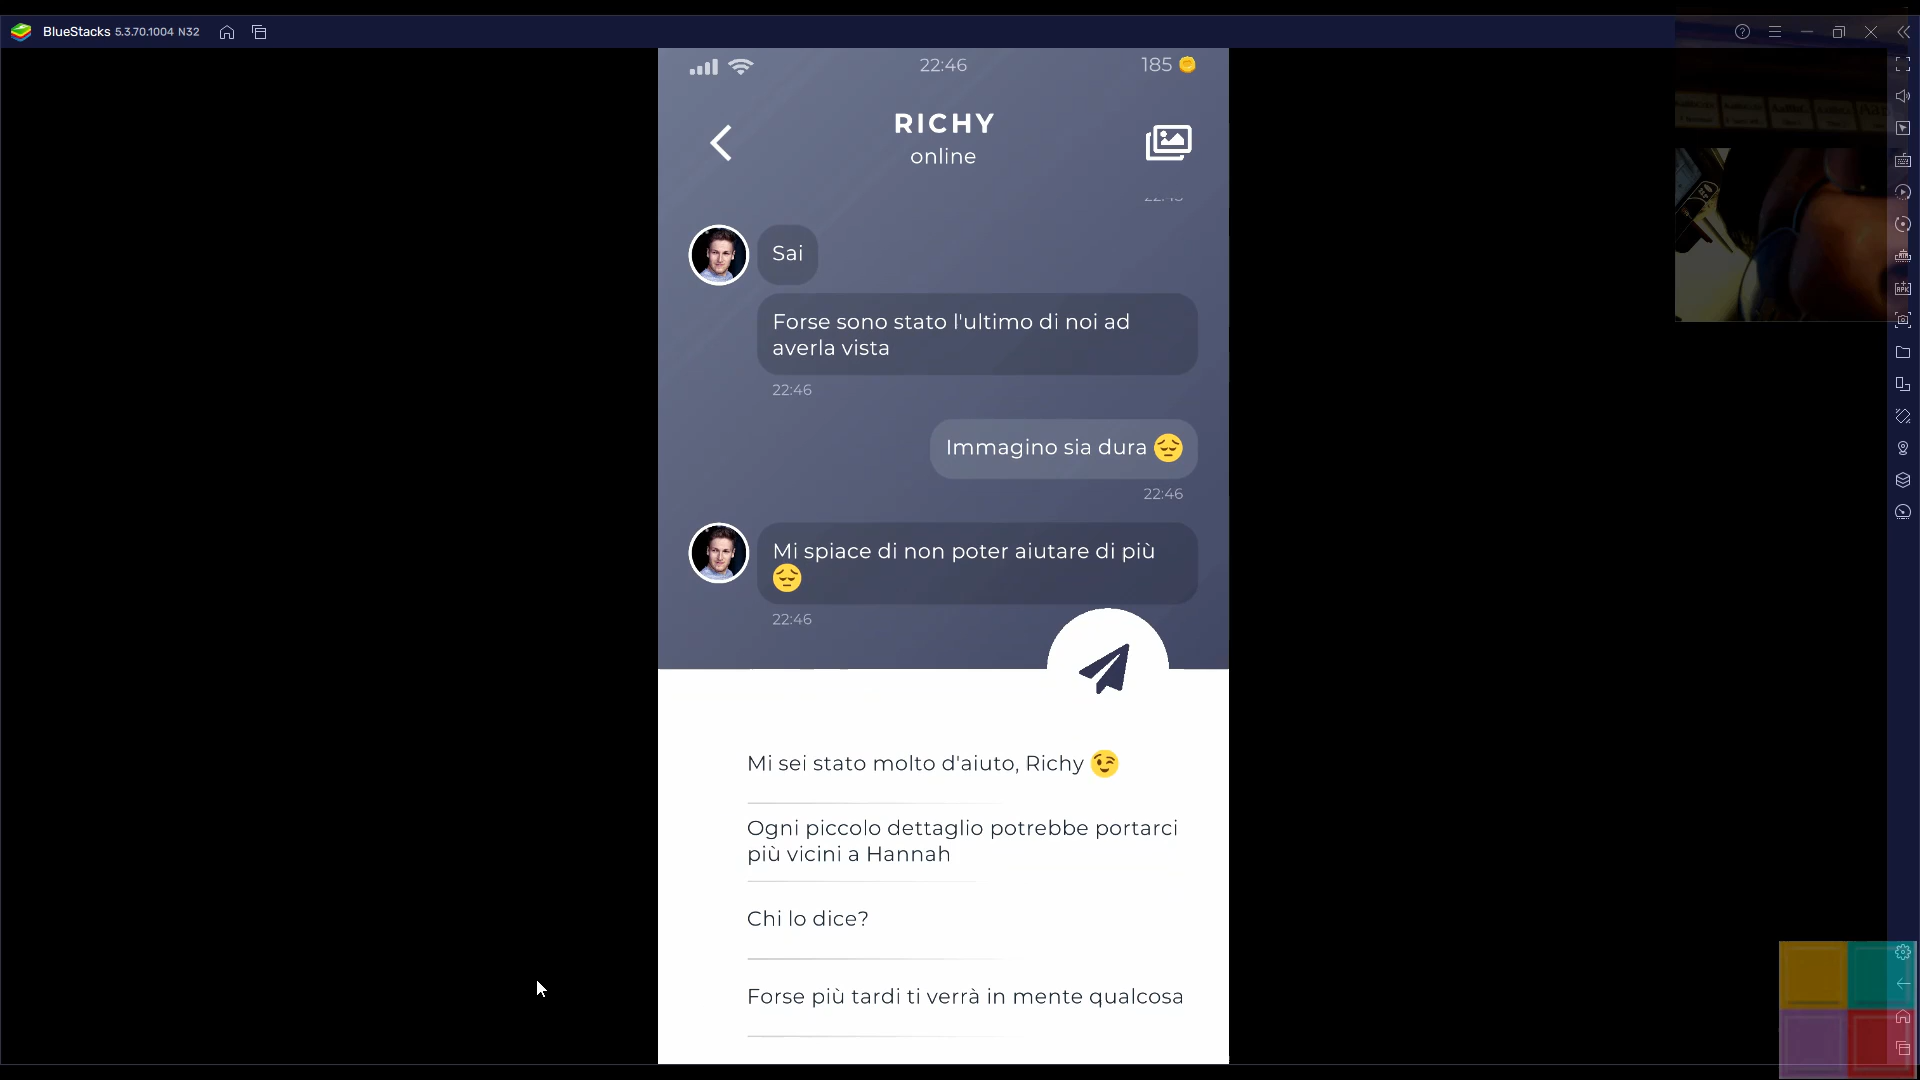 BlueStacks 5.3.70.1004 N32
22:46
185
RICHY
online
Sai
Forse sono stato l'ultimo di noi ad
averla vista
22:46
Immagino sia dura 😔
22:46
Mi spiace di non poter aiutare di più
😔
22:46
Mi sei stato molto d'aiuto, Richy 😉
Ogni piccolo dettaglio potrebbe portarci
più vicini a Hannah
Chi lo dice?
Forse più tardi ti verrà in mente qualcosa